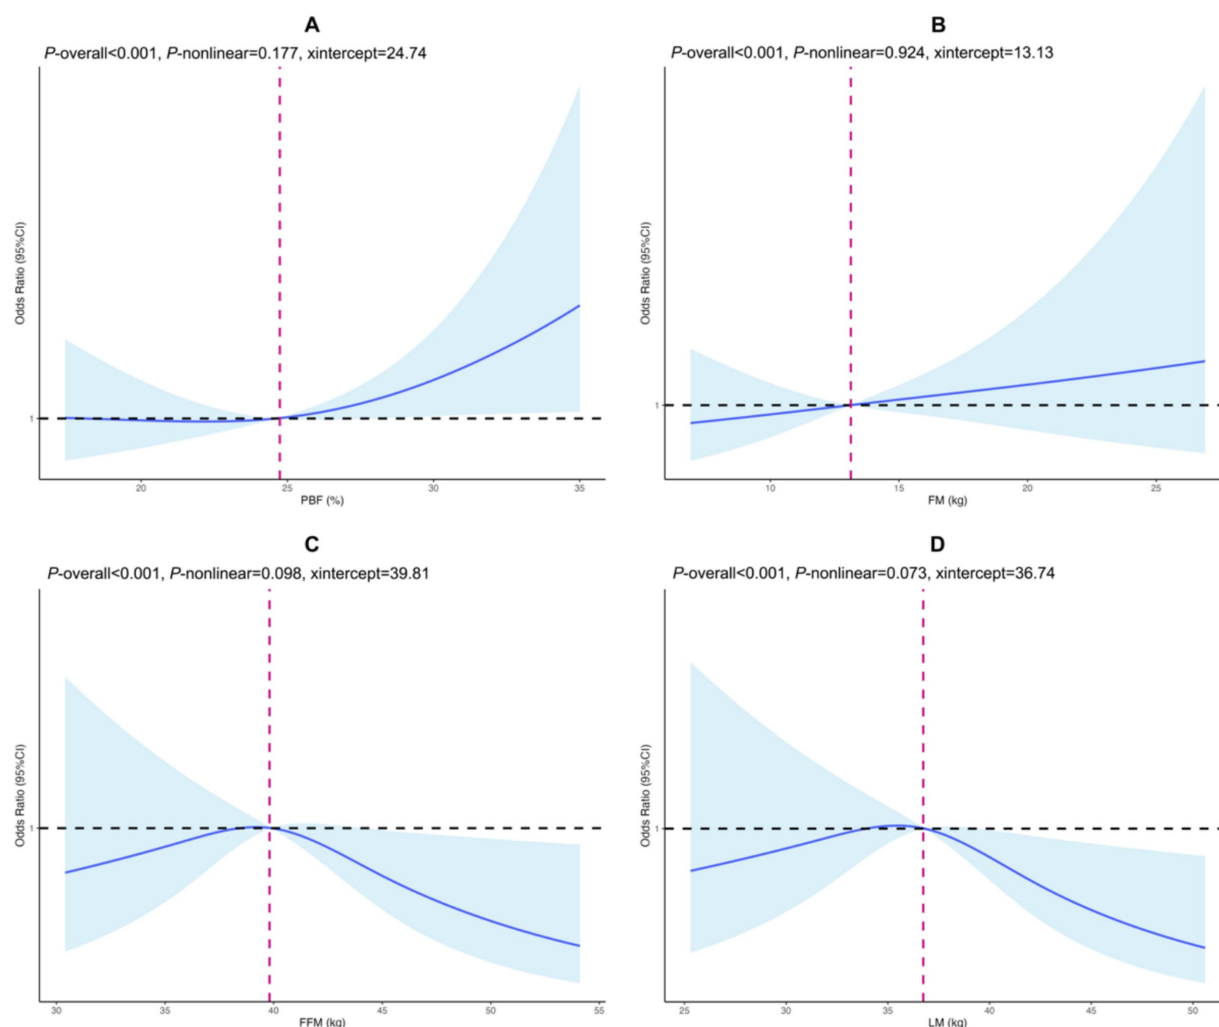 A
P-overall<0.001, P-nonlinear=0.177, xintercept=24.74
Odds Ratio (95%CI)
1
20
25
30
35
PBF (%)
B
P-overall<0.001, P-nonlinear=0.924, xintercept=13.13
Odds Ratio (95%CI)
1
10
15
20
25
FM (kg)
C
P-overall<0.001, P-nonlinear=0.098, xintercept=39.81
Odds Ratio (95%CI)
1
30
35
40
45
50
55
FFM (kg)
D
P-overall<0.001, P-nonlinear=0.073, xintercept=36.74
Odds Ratio (95%CI)
1
25
30
35
40
45
50
LM (kg)